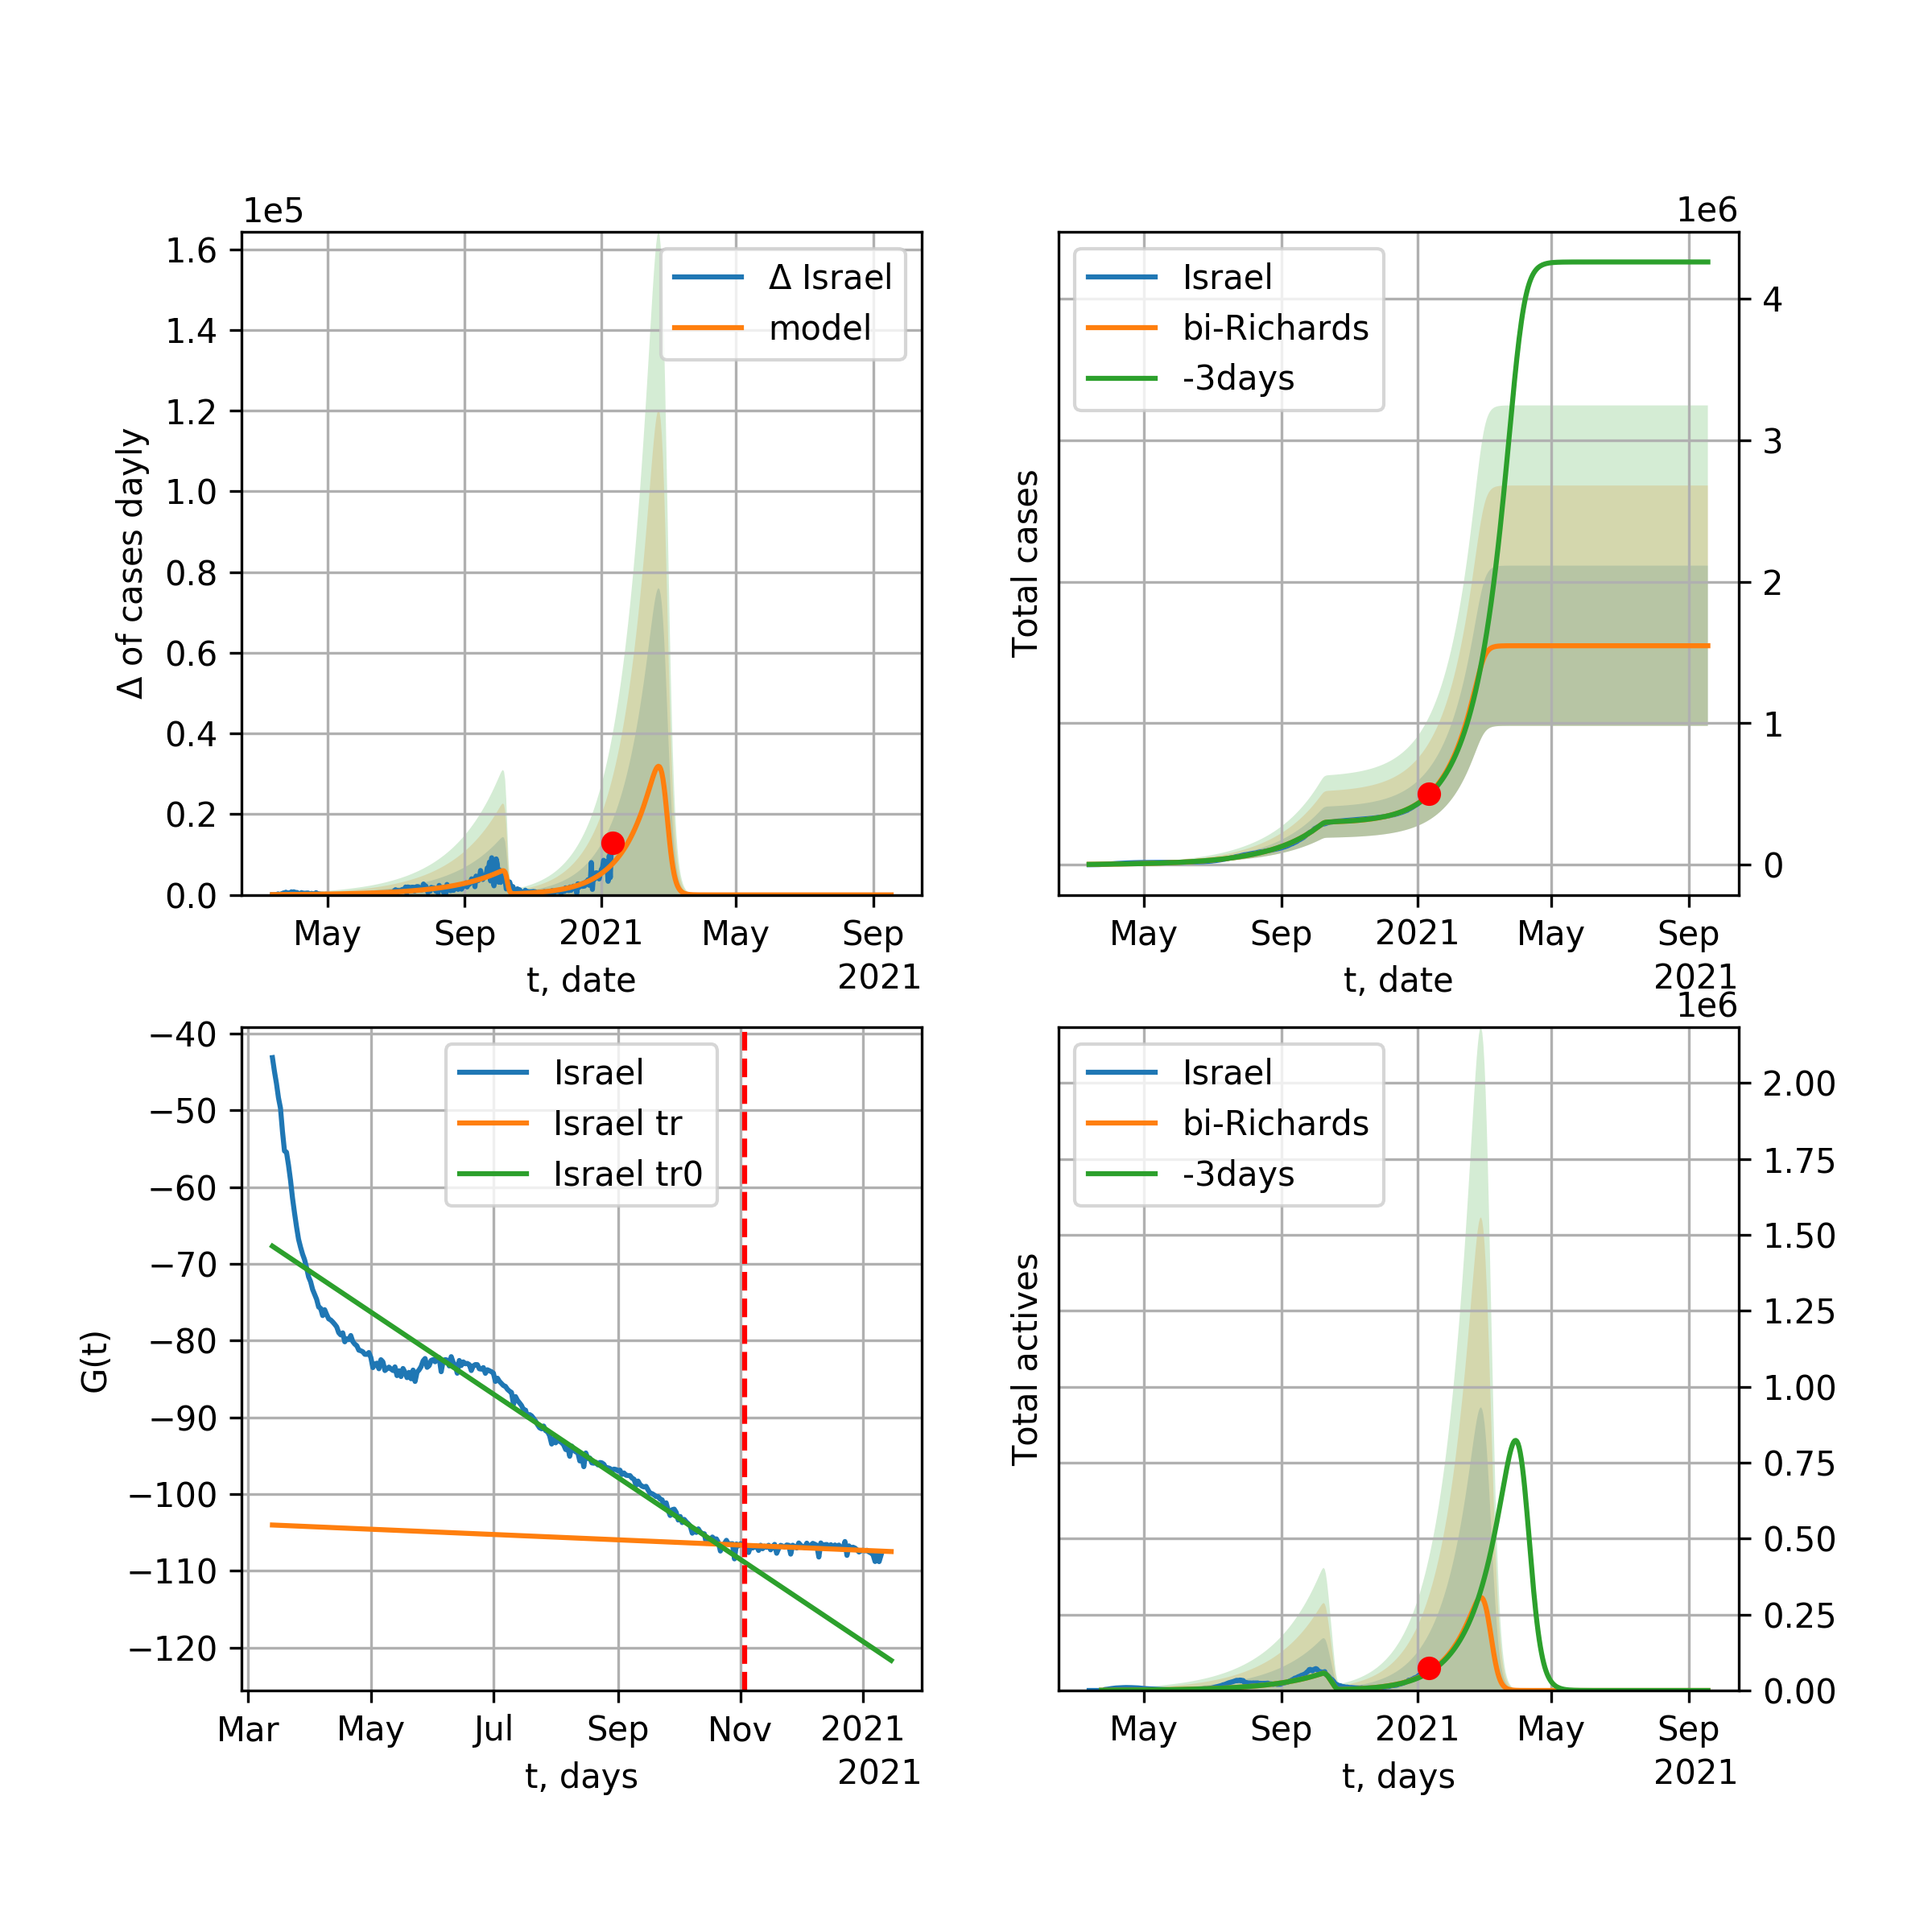 1e5
1.6
1.4
1.2
1.0
0.8
0.6
0.4
0.2
0.0
Δ of cases dayly
Δ Israel
model
May Sep 2021 May Sep
t, date
2021
1e6
Israel
bi-Richards
-3days
Total cases
4
3
2
1
0
May Sep 2021 May Sep
t, date
2021
−40
−50
−60
−70
−80
−90
−100
−110
−120
G(t)
Israel
Israel tr
Israel tr0
Mar May Jul Sep Nov 2021
t, days
2021
1e6
Israel
bi-Richards
-3days
Total actives
2.00
1.75
1.50
1.25
1.00
0.75
0.50
0.25
0.00
May Sep 2021 May Sep
t, days
2021